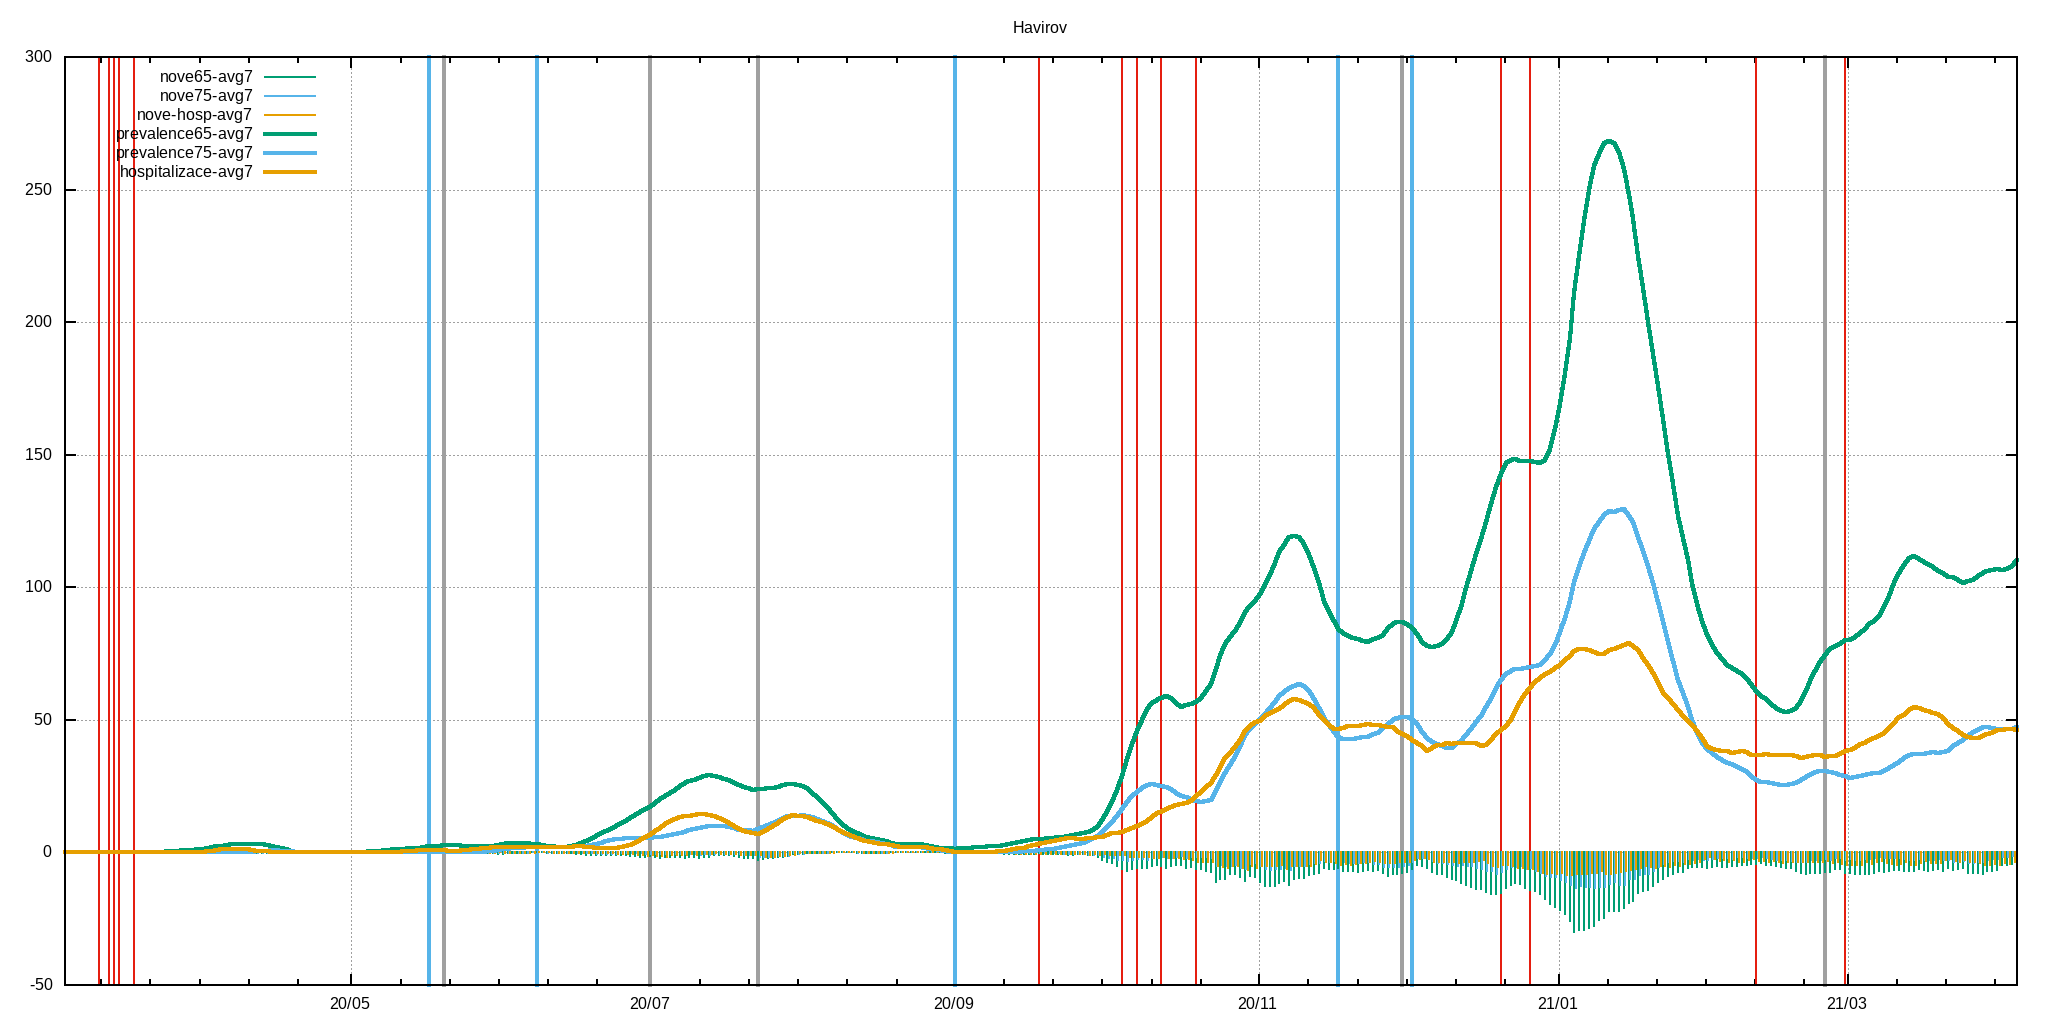 Havirov
300
nove65-avg7
nove75-avg7
nove-hosp-avg7
prevalence65-avg7
prevalence75-avg7
hospitalizace-avg7
250
200
150
100
50
0
-50
20/05 20/07 20/09 20/11 21/01 21/03